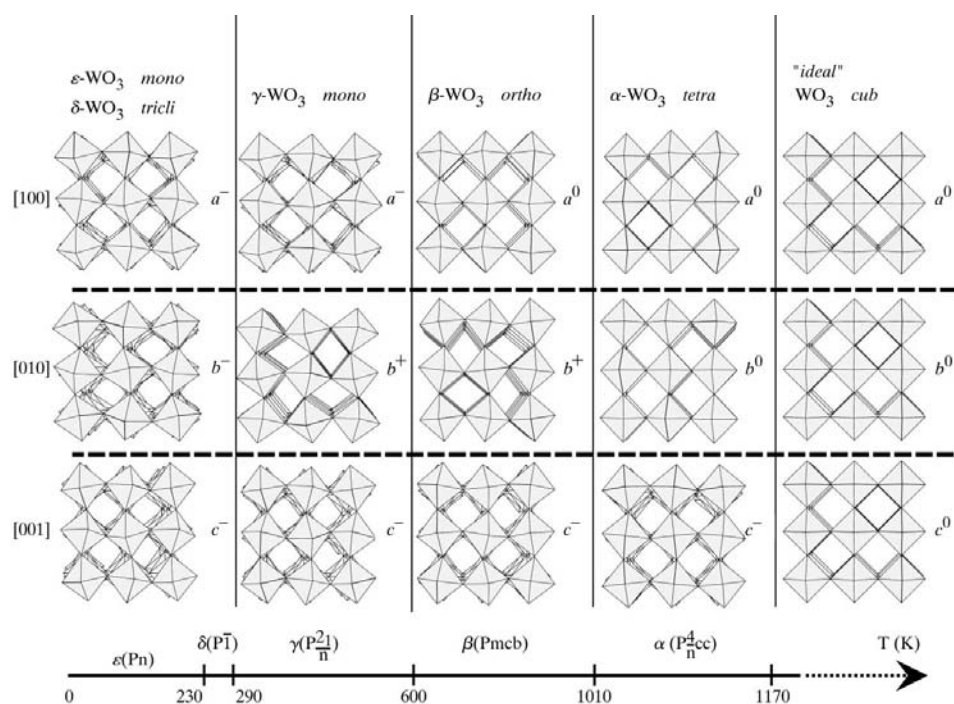 ε-WO3 mono
δ-WO3 tricli
γ-WO3 mono
β-WO3 ortho
α-WO3 tetra
"ideal"
WO3 cub
[100] a− a− a0 a0 a0
[010] b− b+ b+ b0 b0
[001] c− c− c− c− c0
ε(Pn)
δ(P1̅)
γ(P21/n)
β(Pmcb)
α (P4/ncc)
T (K)
0 230 290 600 1010 1170